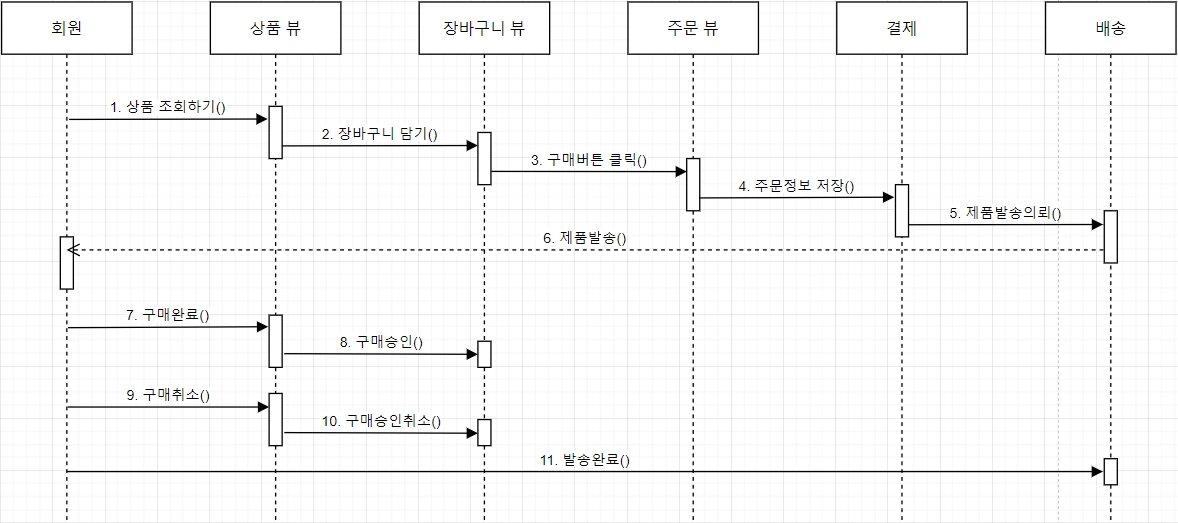 회원
상품 뷰
장바구니 뷰
주문 뷰
결제
배송
1. 상품 조회하기()
2. 장바구니 담기()
3. 구매버튼 클릭()
4. 주문정보 저장()
5. 제품발송의뢰()
6. 제품발송()
7. 구매완료()
8. 구매승인()
9. 구매취소()
10. 구매승인취소()
11. 발송완료()